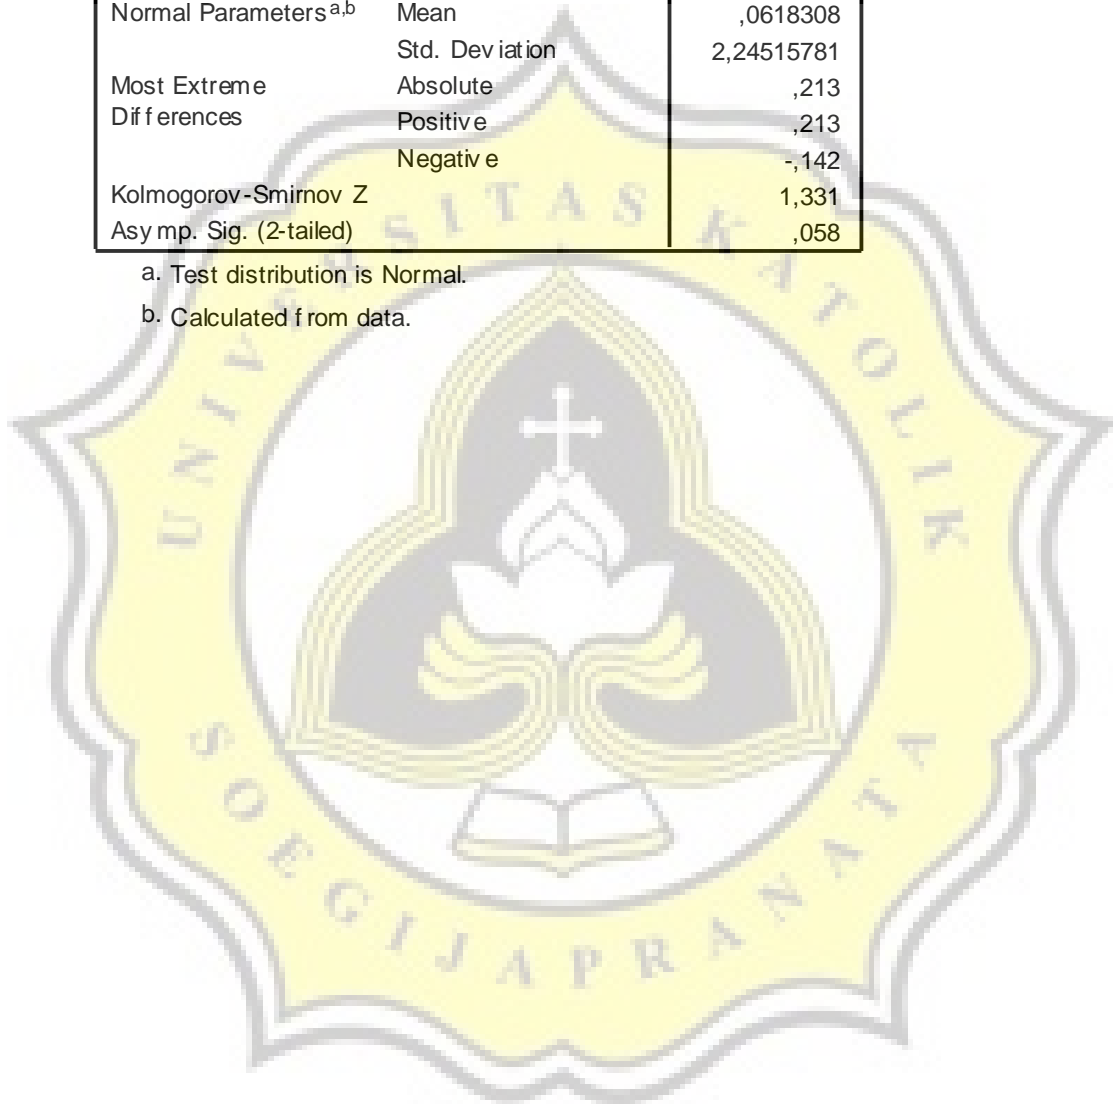 Normal Parameters a,b Mean ,0618308
Std. Deviation 2,24515781
Most Extreme Differences Absolute ,213
Positive ,213
Negative -,142
Kolmogorov-Smirnov Z 1,331
Asymp. Sig. (2-tailed) ,058
a. Test distribution is Normal.
b. Calculated from data.
UNIVERSITAS KATOLIK
SOEGIJAPRANATA